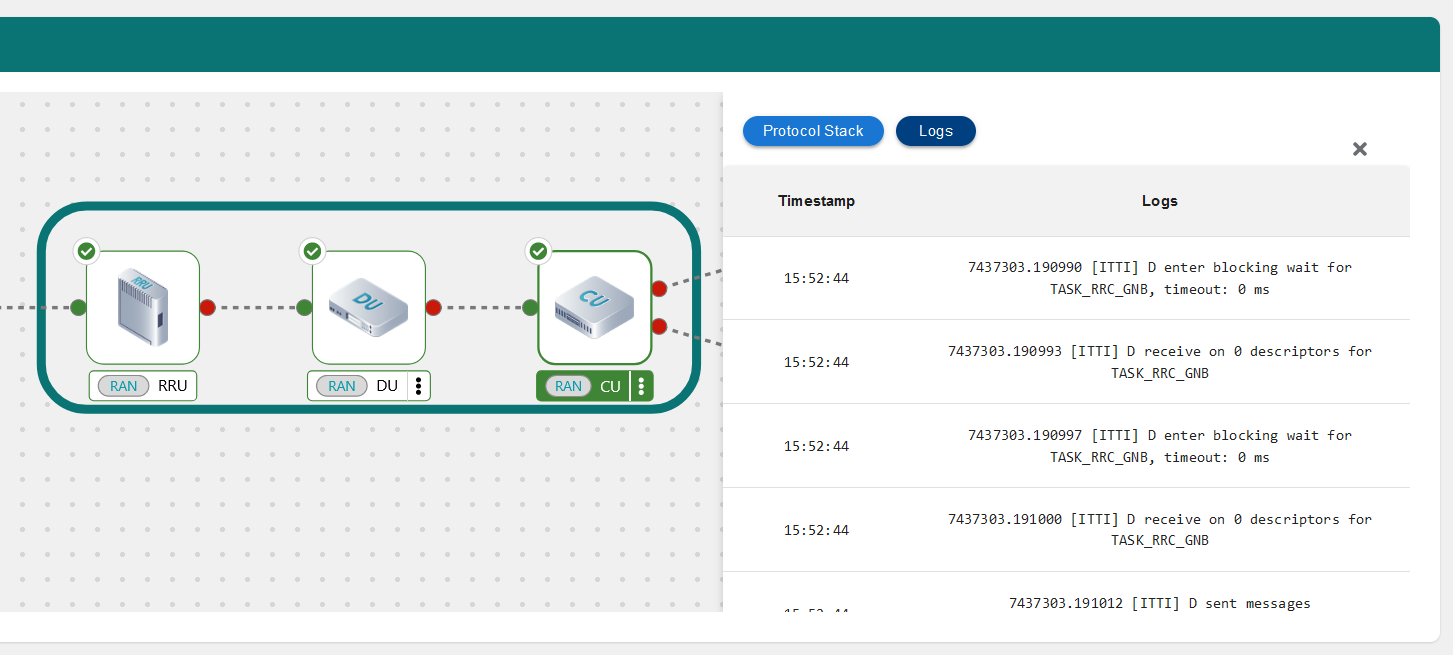 Protocol Stack
Logs
Timestamp
Logs
15:52:44
7437303.190990 [ITTI] D enter blocking wait for
TASK_RRC_GNB, timeout: 0 ms
15:52:44
7437303.190993 [ITTI] D receive on 0 descriptors for
TASK_RRC_GNB
15:52:44
7437303.190997 [ITTI] D enter blocking wait for
TASK_RRC_GNB, timeout: 0 ms
15:52:44
7437303.191000 [ITTI] D receive on 0 descriptors for
TASK_RRC_GNB
15:52:44
7437303.191012 [ITTI] D sent messages
RRU
DU
CU
RAN RRU
RAN DU
RAN CU